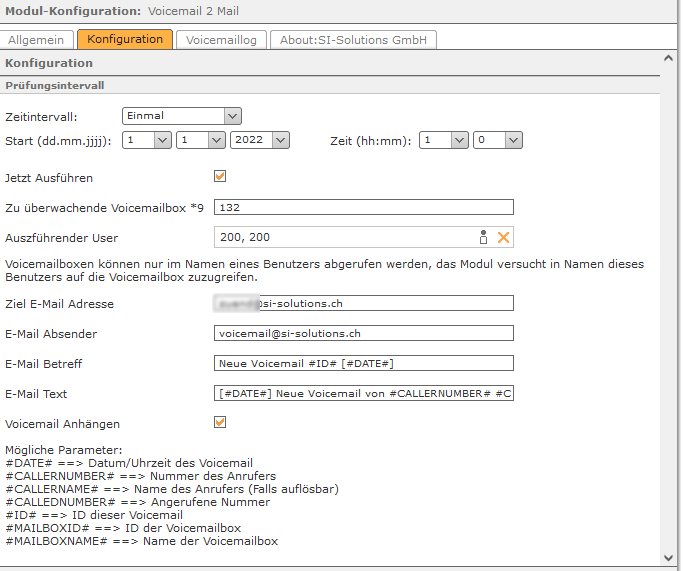 Modul-Konfiguration: Voicemail 2 Mail
Allgemein Konfiguration Voicemaillog About:SI-Solutions GmbH
Konfiguration
Prüfungsintervall
Zeitintervall: Einmal
Start (dd.mm.jjjj): 1 1 2022 Zeit (hh:mm): 1 0
Jetzt Ausführen
Zu überwachende Voicemailbox *9 132
Auszführender User 200, 200
Voicemailboxen können nur im Namen eines Benutzers abgerufen werden, das Modul versucht in Namen dieses
Benutzers auf die Voicemailbox zuzugreifen.
Ziel E-Mail Adresse @si-solutions.ch
E-Mail Absender voicemail@si-solutions.ch
E-Mail Betreff Neue Voicemail #ID# [#DATE#]
E-Mail Text [#DATE#] Neue Voicemail von #CALLERNUMBER# #C
Voicemail Anhängen
Mögliche Parameter:
#DATE# ==> Datum/Uhrzeit des Voicemail
#CALLERNUMBER# ==> Nummer des Anrufers
#CALLERNAME# ==> Name des Anrufers (Falls auflösbar)
#CALLEDNUMBER# ==> Angerufene Nummer
#ID# ==> ID dieser Voicemail
#MAILBOXID# ==> ID der Voicemailbox
#MAILBOXNAME# ==> Name der Voicemailbox